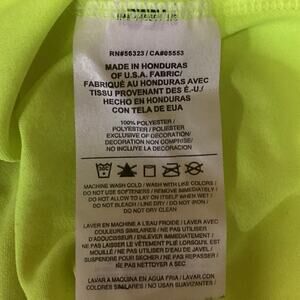 RN#56323 / CA#05553
MADE IN HONDURAS
OF U.S.A. FABRIC/
FABRIQUÉ AU HONDURAS AVEC
TISSU PROVENANT DES É.-U./
HECHO EN HONDURAS
CON TELA DE EUA
100% POLYESTER /
POLYESTER / POLIÉSTER
EXCLUSIVE OF DECORATION/
DECORATION NON COMPRISE/
NO INCLUYE LA DECORACIÓN
MACHINE WASH COLD / WASH WITH LIKE COLORS /
DO NOT USE SOFTENERS / REMOVE IMMEDIATELY /
DO NOT ALLOW TO LAY ON ITSELF WHEN WET /
DO NOT BLEACH / LINE DRY / DO NOT IRON /
DO NOT DRY CLEAN
LAVER EN MACHINE A L'EAU FROIDE / LAVER AVEC
COULEURS SIMILAIRES / NE PAS UTILISER
D'ADOUCISSEUR / ENLEVER IMMEDIATEMENT /
NE PAS LAISSER LE VÊTEMENT PLIÉ LORSQU'IL EST
MOUILLÉ / NE PAS UTILISER D'EAU DE JAVEL /
SUSPENDRE POUR SÉCHER / NE PAS REPASSER /
NE PAS NETTOYER A SEC
LAVAR A MAQUINA EN AGUA FRIA / LAVAR CON
COLORES SIMILARES / NO USAR SUAVIZANTES /